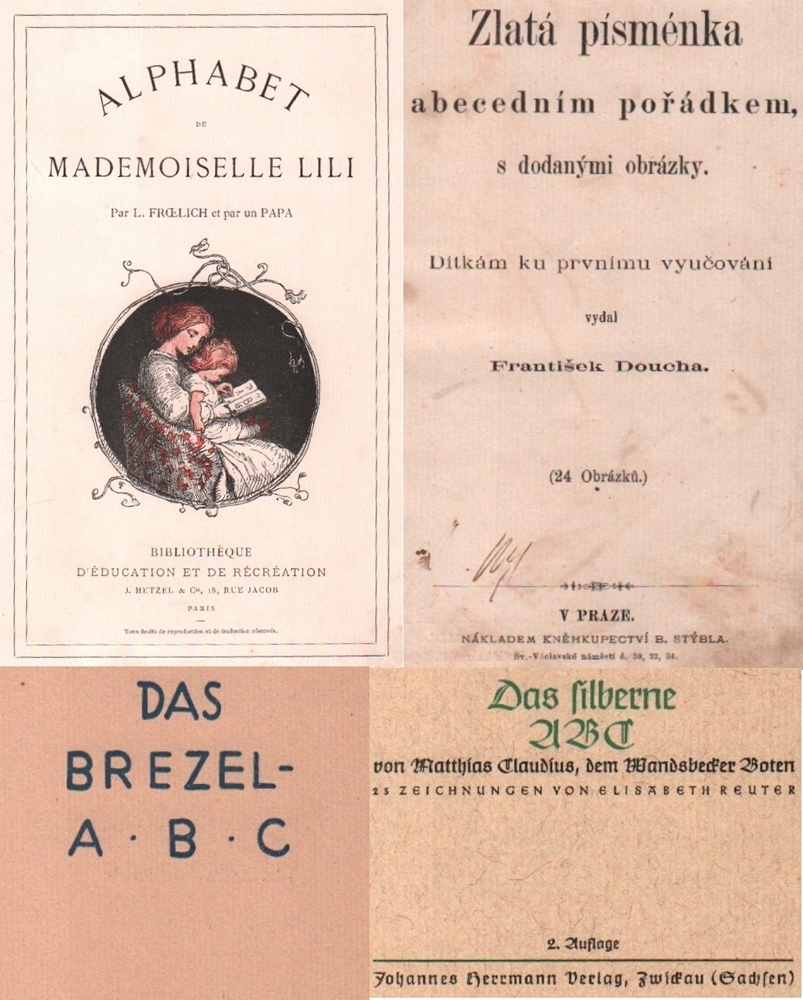 ALPHABET
DE
MADEMOISELLE LILI
Par L. FRŒLICH et par un PAPA
BIBLIOTHÈQUE
D'ÉDUCATION ET DE RÉCRÉATION
J. HETZEL & Cie, 18, RUE JACOB
PARIS
Tous droits de reproduction et de traduction réservés.
Zlatá písménka
abecedním pořádkem,
s dodanými obrázky.
Dítkám ku prvnímu vyučování
vydal
František Doucha.
(24 Obrázků.)
V PRAZE.
NÁKLADEM KNĚHKUPECTVÍ B. STÝBLA.
Sv.-Václavské náměstí č.
DAS
BREZEL-
A · B · C
Das silberne
ABC
von Matthias Claudius, dem Wandsbecker Boten
25 ZEICHNUNGEN VON ELISABETH REUTER
2. Auflage
Johannes Herrmann Verlag, Zwickau (Sachsen)